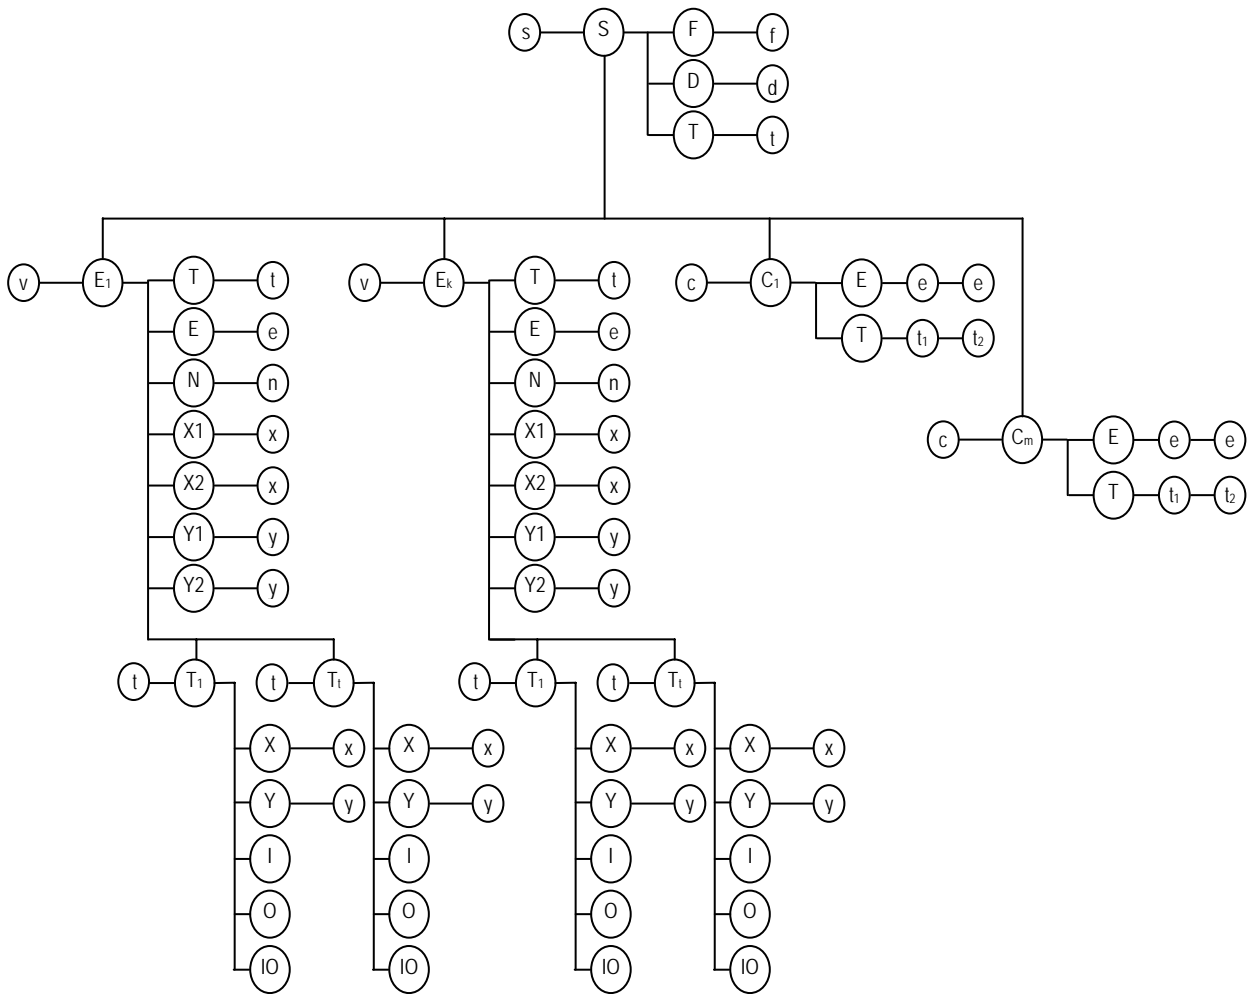 s S F f
D d
T t
v E₁ T t v Eₖ T t c C₁ E e e
E e E e T t₁ t₂
N n N n
X1 x X1 x c Cₘ E e e
X2 x X2 x T t₁ t₂
Y1 y Y1 y
Y2 y Y2 y
t T₁ t Tₜ t T₁ t Tₜ
X x X x X x X x
Y y Y y Y y Y y
I I I I
O O O O
IO IO IO IO